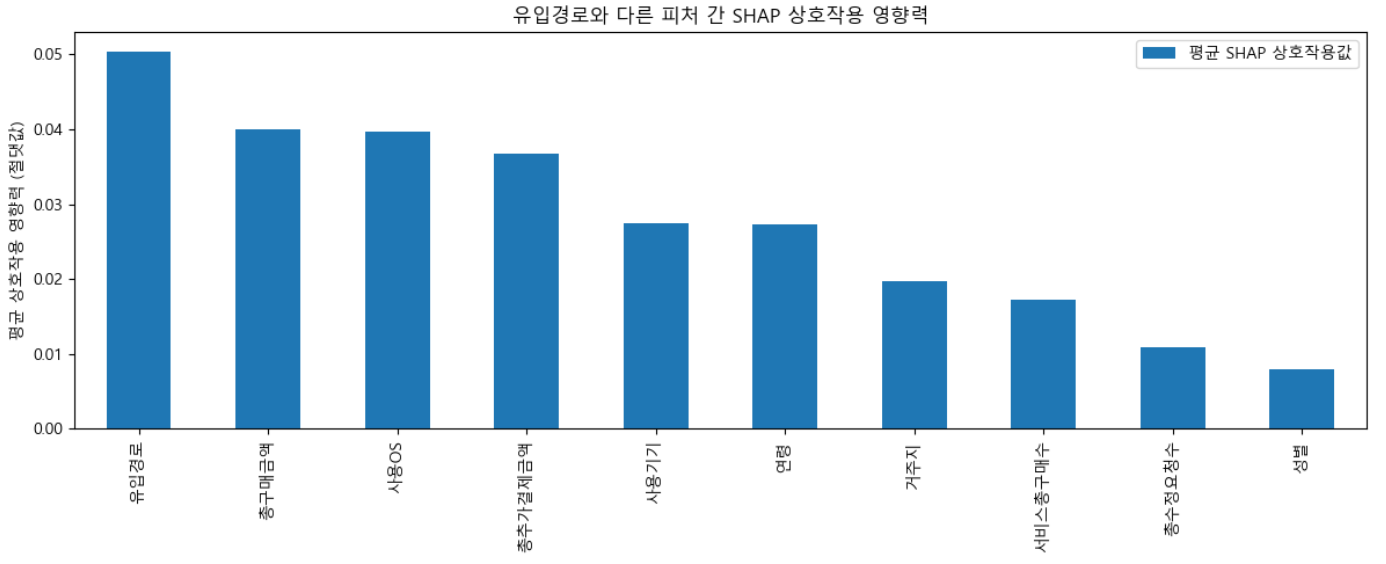 유입경로와 다른 피처 간 SHAP 상호작용 영향력
평균 SHAP 상호작용값
평균 상호작용 영향력 (절댓값)
0.05
0.04
0.03
0.02
0.01
0.00
유입경로
총구매금액
사용OS
총추가결제금액
사용기기
연령
거주지
서비스총구매수
총수정요청수
성별